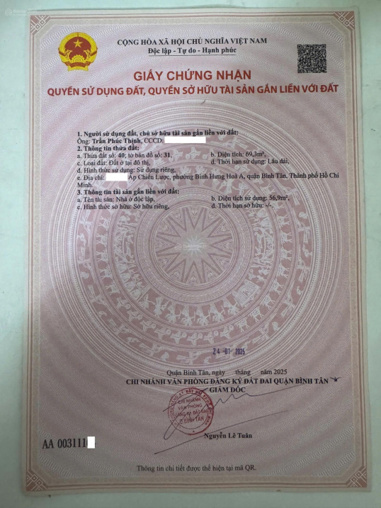 CỘNG HÒA XÃ HỘI CHỦ NGHĨA VIỆT NAM
Độc lập - Tự do - Hạnh phúc
GIẤY CHỨNG NHẬN
QUYỀN SỬ DỤNG ĐẤT, QUYỀN SỞ HỮU TÀI SẢN GẮN LIỀN VỚI ĐẤT
1. Người sử dụng đất, chủ sở hữu tài sản gắn liền với đất:
Ông: Trần Phúc Thịnh, CCCD:
2. Thông tin thửa đất:
a. Thửa đất số: 40; tờ bản đồ số: 31. b. Diện tích: 69,3m²,
c. Loại đất: Đất ở tại đô thị, d. Thời hạn sử dụng: Lâu dài,
đ. Hình thức sử dụng: Sử dụng riêng,
e. Địa chỉ: Ấp Chiến Lược, phường Bình Hưng Hoà A, quận Bình Tân, Thành phố Hồ Chí
Minh.
3. Thông tin tài sản gắn liền với đất:
a. Tên tài sản: Nhà ở độc lập, b. Diện tích sử dụng: 56,9m²,
c. Hình thức sở hữu: Sở hữu riêng, d. Thời hạn sở hữu: -/-.
2025
Quận Bình Tân, ngày tháng năm 2025
CHI NHÁNH VĂN PHÒNG ĐĂNG KÝ ĐẤT ĐAI QUẬN BÌNH TÂN
GIÁM ĐỐC
Nguyễn Lê Tuân
AA 0031110
Thông tin chi tiết được thể hiện tại mã QR.